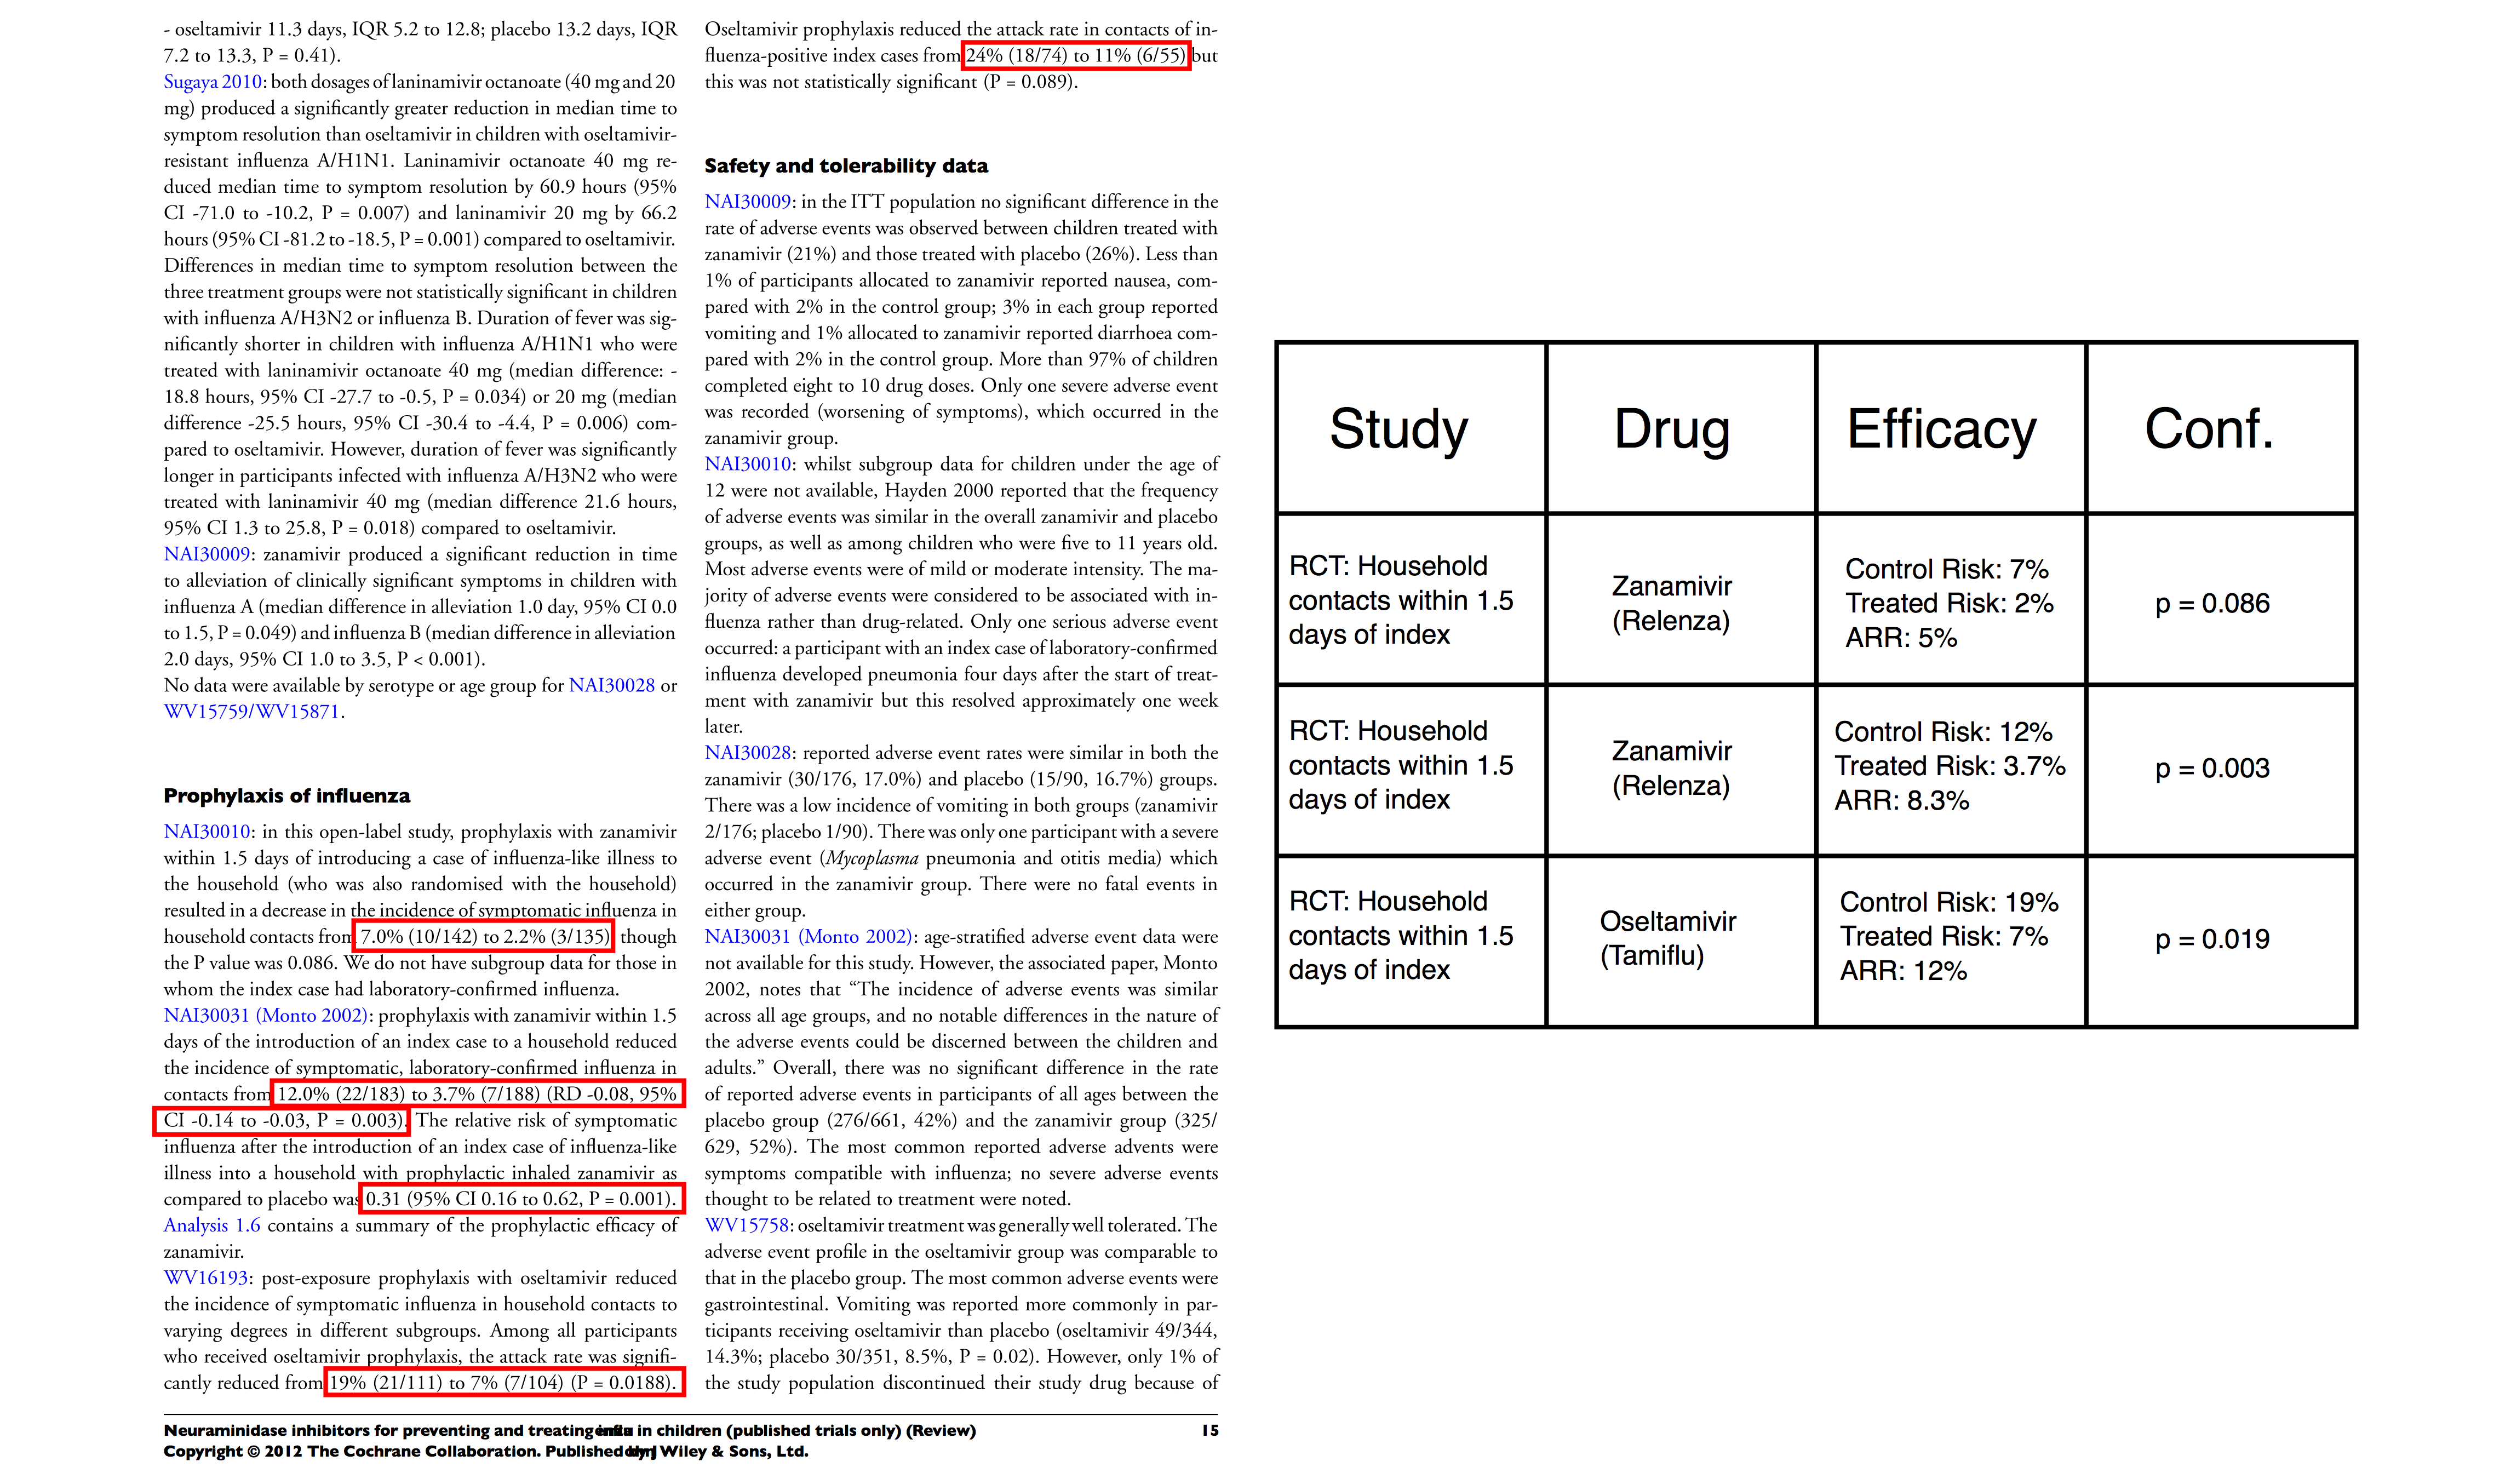 - oseltamivir 11.3 days, IQR 5.2 to 12.8; placebo 13.2 days, IQR
7.2 to 13.3, P = 0.41).
Sugaya 2010: both dosages of laninamivir octanoate (40 mg and 20
mg) produced a significantly greater reduction in median time to
symptom resolution than oseltamivir in children with oseltamivir-
resistant influenza A/H1N1. Laninamivir octanoate 40 mg re-
duced median time to symptom resolution by 60.9 hours (95%
CI -71.0 to -10.2, P = 0.007) and laninamivir 20 mg by 66.2
hours (95% CI -81.2 to -18.5, P = 0.001) compared to oseltamivir.
Differences in median time to symptom resolution between the
three treatment groups were not statistically significant in children
with influenza A/H3N2 or influenza B. Duration of fever was sig-
nificantly shorter in children with influenza A/H1N1 who were
treated with laninamivir octanoate 40 mg (median difference: -
18.8 hours, 95% CI -27.7 to -0.5, P = 0.034) or 20 mg (median
difference -25.5 hours, 95% CI -30.4 to -4.4, P = 0.006) com-
pared to oseltamivir. However, duration of fever was significantly
longer in participants infected with influenza A/H3N2 who were
treated with laninamivir 40 mg (median difference 21.6 hours,
95% CI 1.3 to 25.8, P = 0.018) compared to oseltamivir.
NAI30009: zanamivir produced a significant reduction in time
to alleviation of clinically significant symptoms in children with
influenza A (median difference in alleviation 1.0 day, 95% CI 0.0
to 1.5, P = 0.049) and influenza B (median difference in alleviation
2.0 days, 95% CI 1.0 to 3.5, P < 0.001).
No data were available by serotype or age group for NAI30028 or
WV15759/WV15871.
Prophylaxis of influenza
NAI30010: in this open-label study, prophylaxis with zanamivir
within 1.5 days of introducing a case of influenza-like illness to
the household (who was also randomised with the household)
resulted in a decrease in the incidence of symptomatic influenza in
household contacts from 7.0% (10/142) to 2.2% (3/135) though
the P value was 0.086. We do not have subgroup data for those in
whom the index case had laboratory-confirmed influenza.
NAI30031 (Monto 2002): prophylaxis with zanamivir within 1.5
days of the introduction of an index case to a household reduced
the incidence of symptomatic, laboratory-confirmed influenza in
contacts from 12.0% (22/183) to 3.7% (7/188) (RD -0.08, 95%
CI -0.14 to -0.03, P = 0.003). The relative risk of symptomatic
influenza after the introduction of an index case of influenza-like
illness into a household with prophylactic inhaled zanamivir as
compared to placebo was 0.31 (95% CI 0.16 to 0.62, P = 0.001).
Analysis 1.6 contains a summary of the prophylactic efficacy of
zanamivir.
WV16193: post-exposure prophylaxis with oseltamivir reduced
the incidence of symptomatic influenza in household contacts to
varying degrees in different subgroups. Among all participants
who received oseltamivir prophylaxis, the attack rate was signifi-
cantly reduced from 19% (21/111) to 7% (7/104) (P = 0.0188).
Oseltamivir prophylaxis reduced the attack rate in contacts of in-
fluenza-positive index cases from 24% (18/74) to 11% (6/55) but
this was not statistically significant (P = 0.089).
Safety and tolerability data
NAI30009: in the ITT population no significant difference in the
rate of adverse events was observed between children treated with
zanamivir (21%) and those treated with placebo (26%). Less than
1% of participants allocated to zanamivir reported nausea, com-
pared with 2% in the control group; 3% in each group reported
vomiting and 1% allocated to zanamivir reported diarrhoea com-
pared with 2% in the control group. More than 97% of children
completed eight to 10 drug doses. Only one severe adverse event
was recorded (worsening of symptoms), which occurred in the
zanamivir group.
NAI30010: whilst subgroup data for children under the age of
12 were not available, Hayden 2000 reported that the frequency
of adverse events was similar in the overall zanamivir and placebo
groups, as well as among children who were five to 11 years old.
Most adverse events were of mild or moderate intensity. The ma-
jority of adverse events were considered to be associated with in-
fluenza rather than drug-related. Only one serious adverse event
occurred: a participant with an index case of laboratory-confirmed
influenza developed pneumonia four days after the start of treat-
ment with zanamivir but this resolved approximately one week
later.
NAI30028: reported adverse event rates were similar in both the
zanamivir (30/176, 17.0%) and placebo (15/90, 16.7%) groups.
There was a low incidence of vomiting in both groups (zanamivir
2/176; placebo 1/90). There was only one participant with a severe
adverse event (Mycoplasma pneumonia and otitis media) which
occurred in the zanamivir group. There were no fatal events in
either group.
NAI30031 (Monto 2002): age-stratified adverse event data were
not available for this study. However, the associated paper, Monto
2002, notes that “The incidence of adverse events was similar
across all age groups, and no notable differences in the nature of
the adverse events could be discerned between the children and
adults.” Overall, there was no significant difference in the rate
of reported adverse events in participants of all ages between the
placebo group (276/661, 42%) and the zanamivir group (325/
629, 52%). The most common reported adverse advents were
symptoms compatible with influenza; no severe adverse events
thought to be related to treatment were noted.
WV15758: oseltamivir treatment was generally well tolerated. The
adverse event profile in the oseltamivir group was comparable to
that in the placebo group. The most common adverse events were
gastrointestinal. Vomiting was reported more commonly in par-
ticipants receiving oseltamivir than placebo (oseltamivir 49/344,
14.3%; placebo 30/351, 8.5%, P = 0.02). However, only 1% of
the study population discontinued their study drug because of
Neuraminidase inhibitors for preventing and treating in children (published trials only) (Review) 15
Copyright © 2012 The Cochrane Collaboration. Published Wiley & Sons, Ltd.
Study Drug Efficacy Conf.
RCT: Household
contacts within 1.5
days of index
Zanamivir
(Relenza)
Control Risk: 7%
Treated Risk: 2%
ARR: 5%
p = 0.086
RCT: Household
contacts within 1.5
days of index
Zanamivir
(Relenza)
Control Risk: 12%
Treated Risk: 3.7%
ARR: 8.3%
p = 0.003
RCT: Household
contacts within 1.5
days of index
Oseltamivir
(Tamiflu)
Control Risk: 19%
Treated Risk: 7%
ARR: 12%
p = 0.019